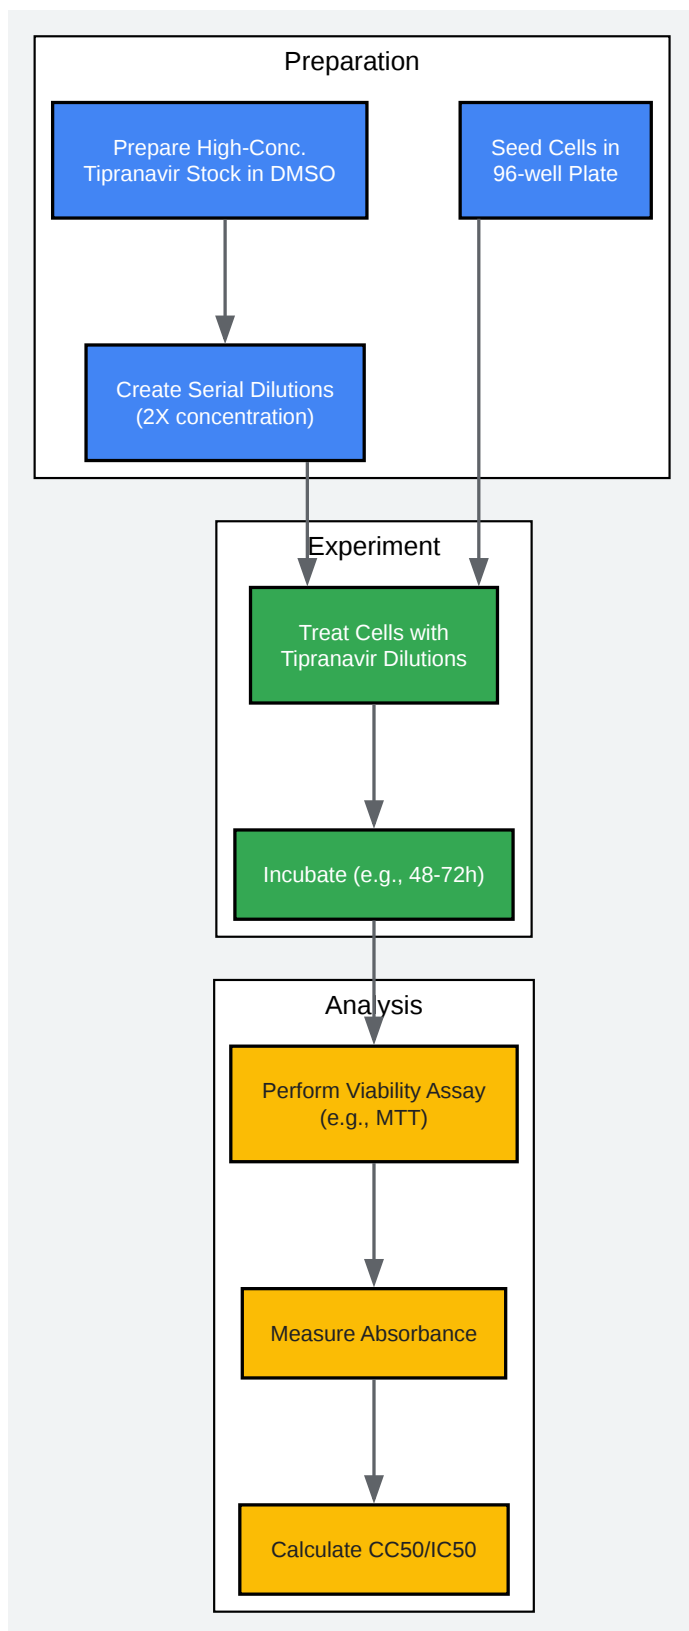 Preparation
Prepare High-Conc.
Tipranavir Stock in DMSO
Seed Cells in
96-well Plate
Create Serial Dilutions
(2X concentration)
Experiment
Treat Cells with
Tipranavir Dilutions
Incubate (e.g., 48-72h)
Analysis
Perform Viability Assay
(e.g., MTT)
Measure Absorbance
Calculate CC50/IC50